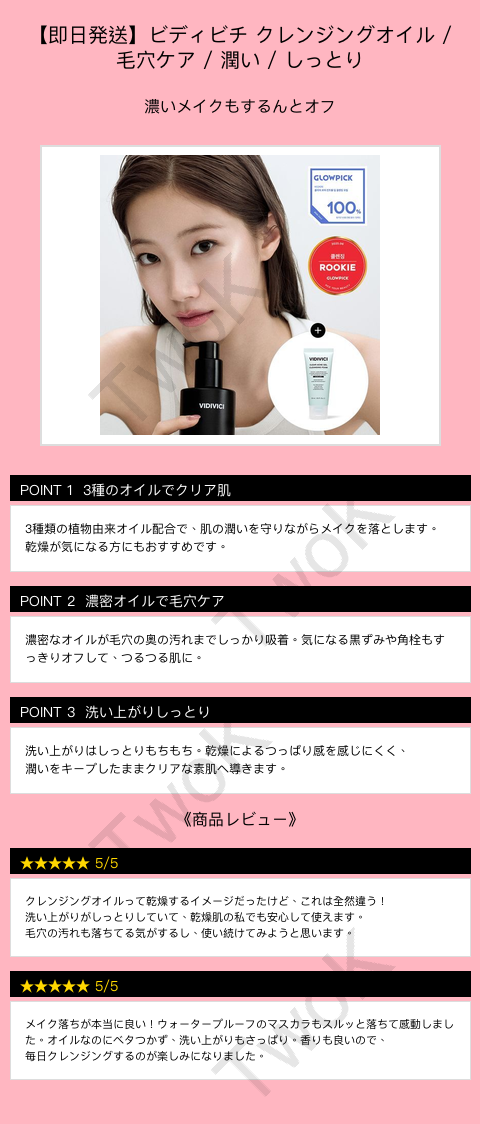 【即日発送】ビディビチ クレンジングオイル /
毛穴ケア / 潤い / しっとり
濃いメイクもするんとオフ
GLOWPICK
100%
클렌징
ROOKIE
GLOWPICK
+
VIDIVICI
VIDIVICI
POINT 1 3種のオイルでクリア肌
3種類の植物由来オイル配合で、肌の潤いを守りながらメイクを落とします。
乾燥が気になる方にもおすすめです。
POINT 2 濃密オイルで毛穴ケア
濃密なオイルが毛穴の奥の汚れまでしっかり吸着。気になる黒ずみや角栓もす
っきりオフして、つるつる肌に。
POINT 3 洗い上がりしっとり
洗い上がりはしっとりもちもち。乾燥によるつっぱり感を感じにくく、
潤いをキープしたままクリアな素肌へ導きます。
《商品レビュー》
★★★★★ 5/5
クレンジングオイルって乾燥するイメージだったけど、これは全然違う！
洗い上がりがしっとりしていて、乾燥肌の私でも安心して使えます。
毛穴の汚れも落ちてる気がするし、使い続けてみようと思います。
★★★★★ 5/5
メイク落ちが本当に良い！ウォータープルーフのマスカラもスルッと落ちて感動しまし
た。オイルなのにベタつかず、洗い上がりもさっぱり。香りも良いので、
毎日クレンジングするのが楽しみになりました。
TwoK
TwoK
TwoK
TwoK